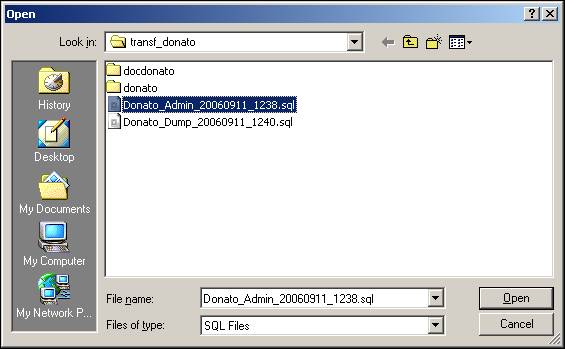 Open
Look in: transf_donato
History
Desktop
My Documents
My Computer
My Network P...
docdonato
donato
Donato_Admin_20060911_1238.sql
Donato_Dump_20060911_1240.sql
File name: Donato_Admin_20060911_1238.sql Open
Files of type: SQL Files Cancel